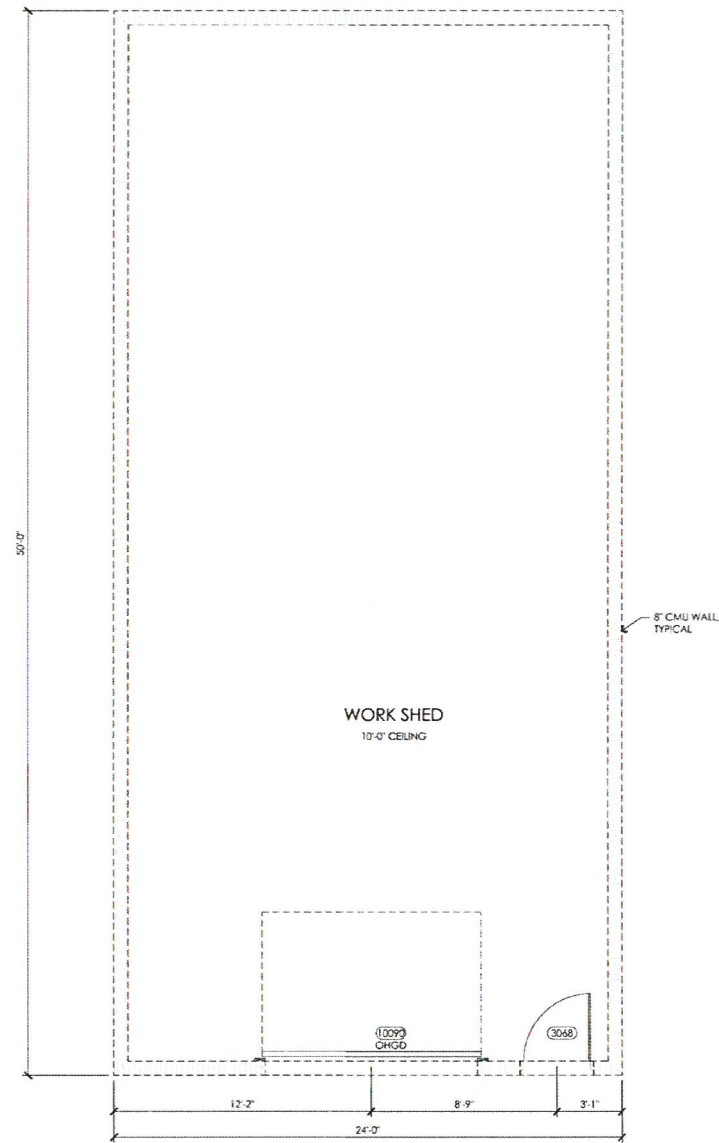 50'-0"
8" CMU WALL,
TYPICAL
WORK SHED
10'-0" CEILING
10090
OHGD
3068
12'-2"
8'-9"
3'-1"
24'-0"